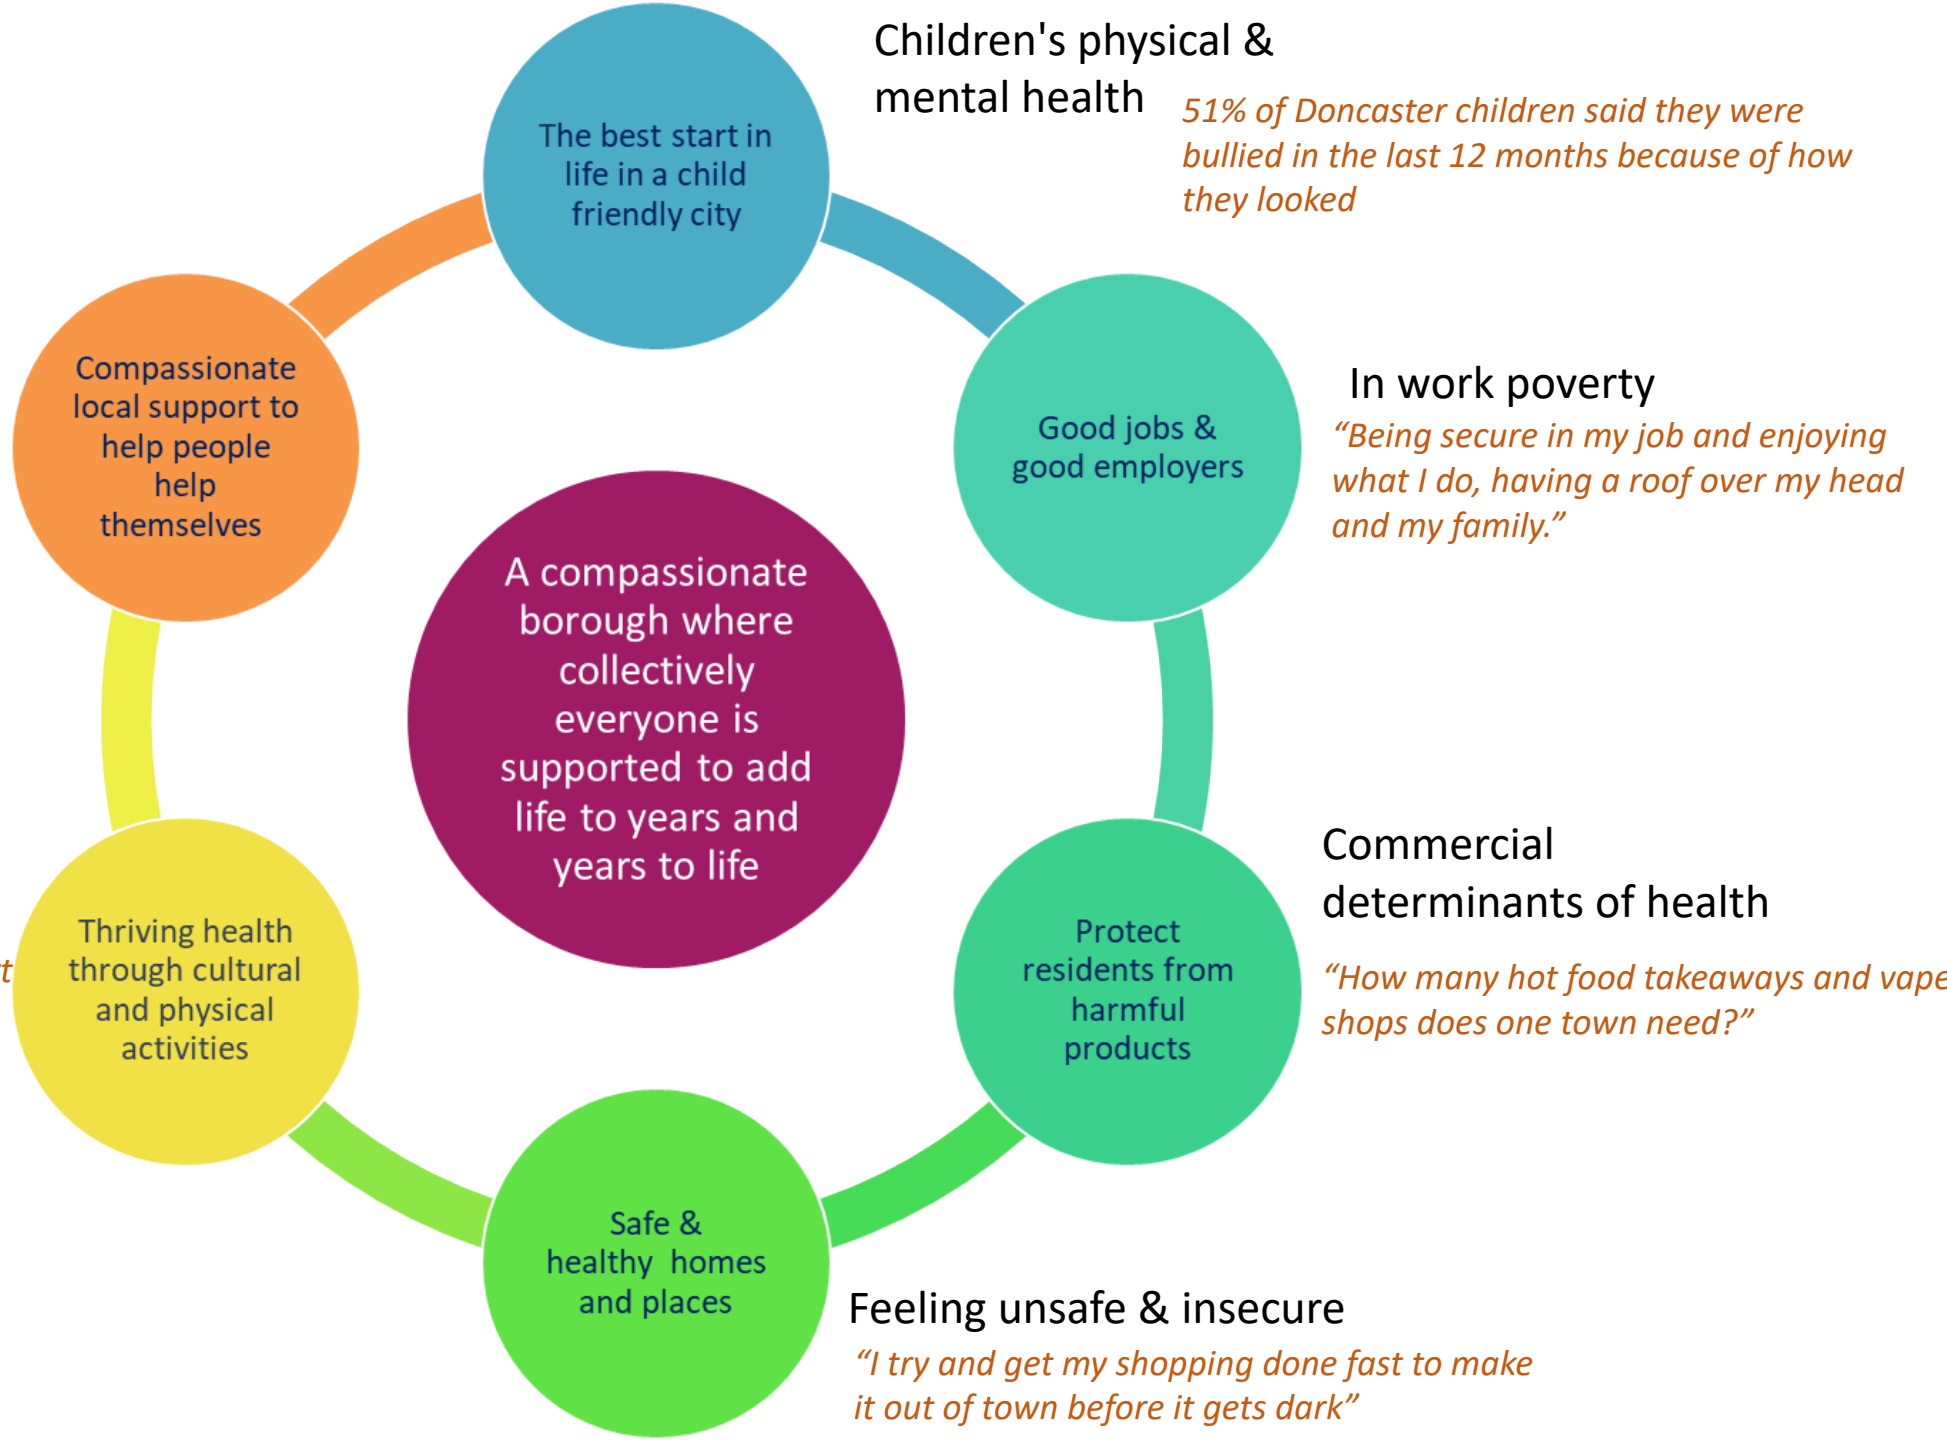 Children's physical &
mental health
51% of Doncaster children said they were
bullied in the last 12 months because of how
they looked
The best start in
life in a child
friendly city
In work poverty
“Being secure in my job and enjoying
what I do, having a roof over my head
and my family.”
Good jobs &
good employers
Compassionate
local support to
help people
help
themselves
A compassionate
borough where
collectively
everyone is
supported to add
life to years and
years to life
Commercial
determinants of health
“How many hot food takeaways and vape
shops does one town need?”
Protect
residents from
harmful
products
Thriving health
through cultural
and physical
activities
Safe &
healthy  homes
and places
Feeling unsafe & insecure
“I try and get my shopping done fast to make
it out of town before it gets dark”